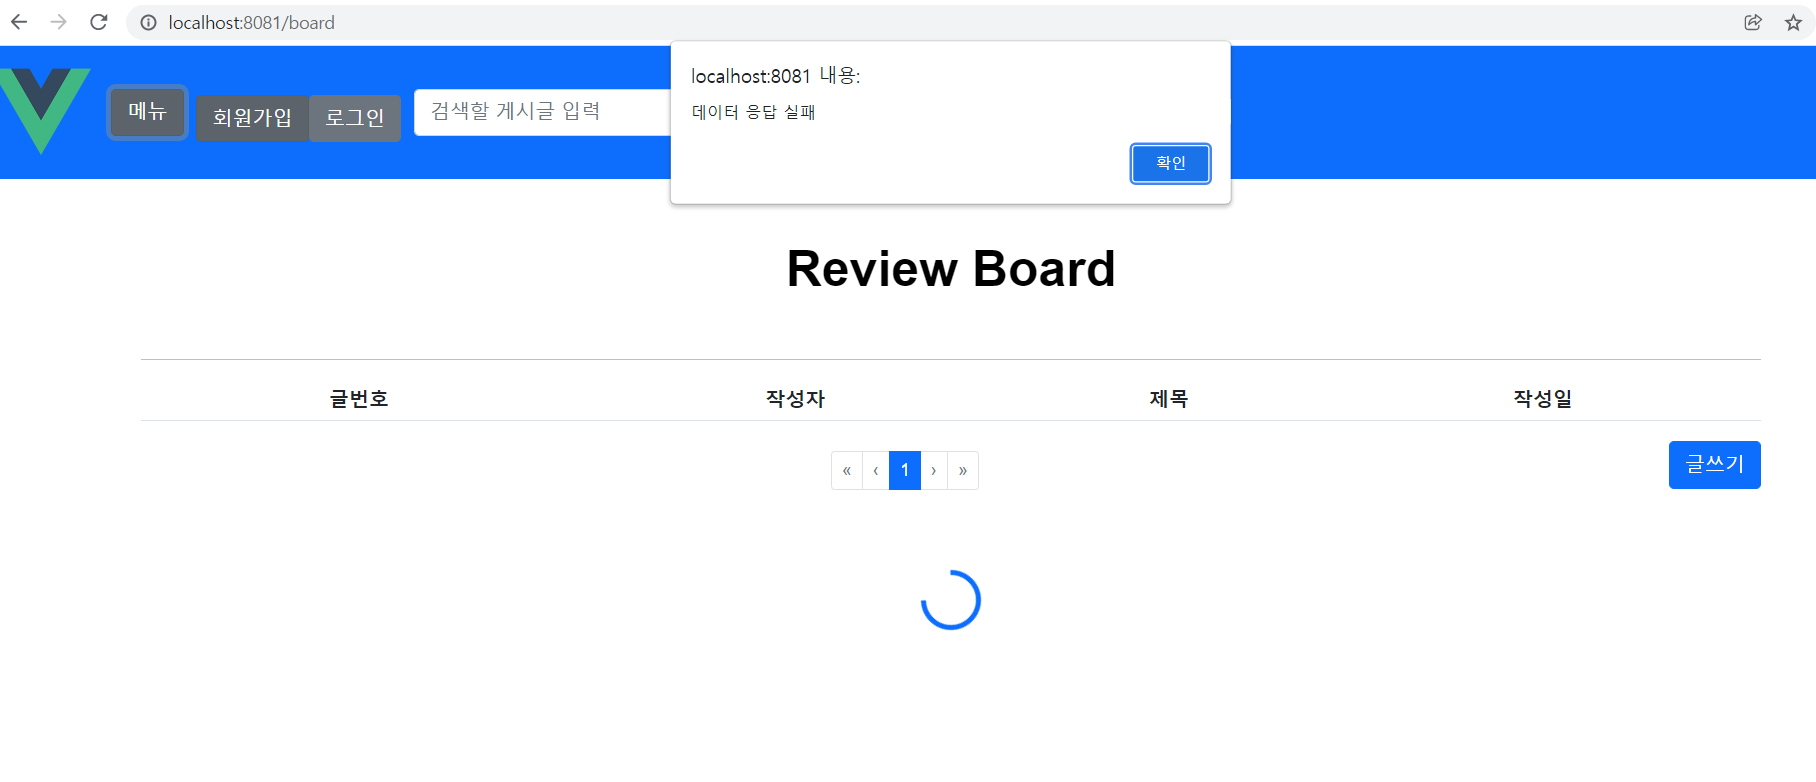 localhost:8081/board
localhost:8081 내용:
데이터 응답 실패
확인
메뉴
회원가입
로그인
검색할 게시글 입력
Review Board
글번호 작성자 제목 작성일
« ‹ 1 › »
글쓰기